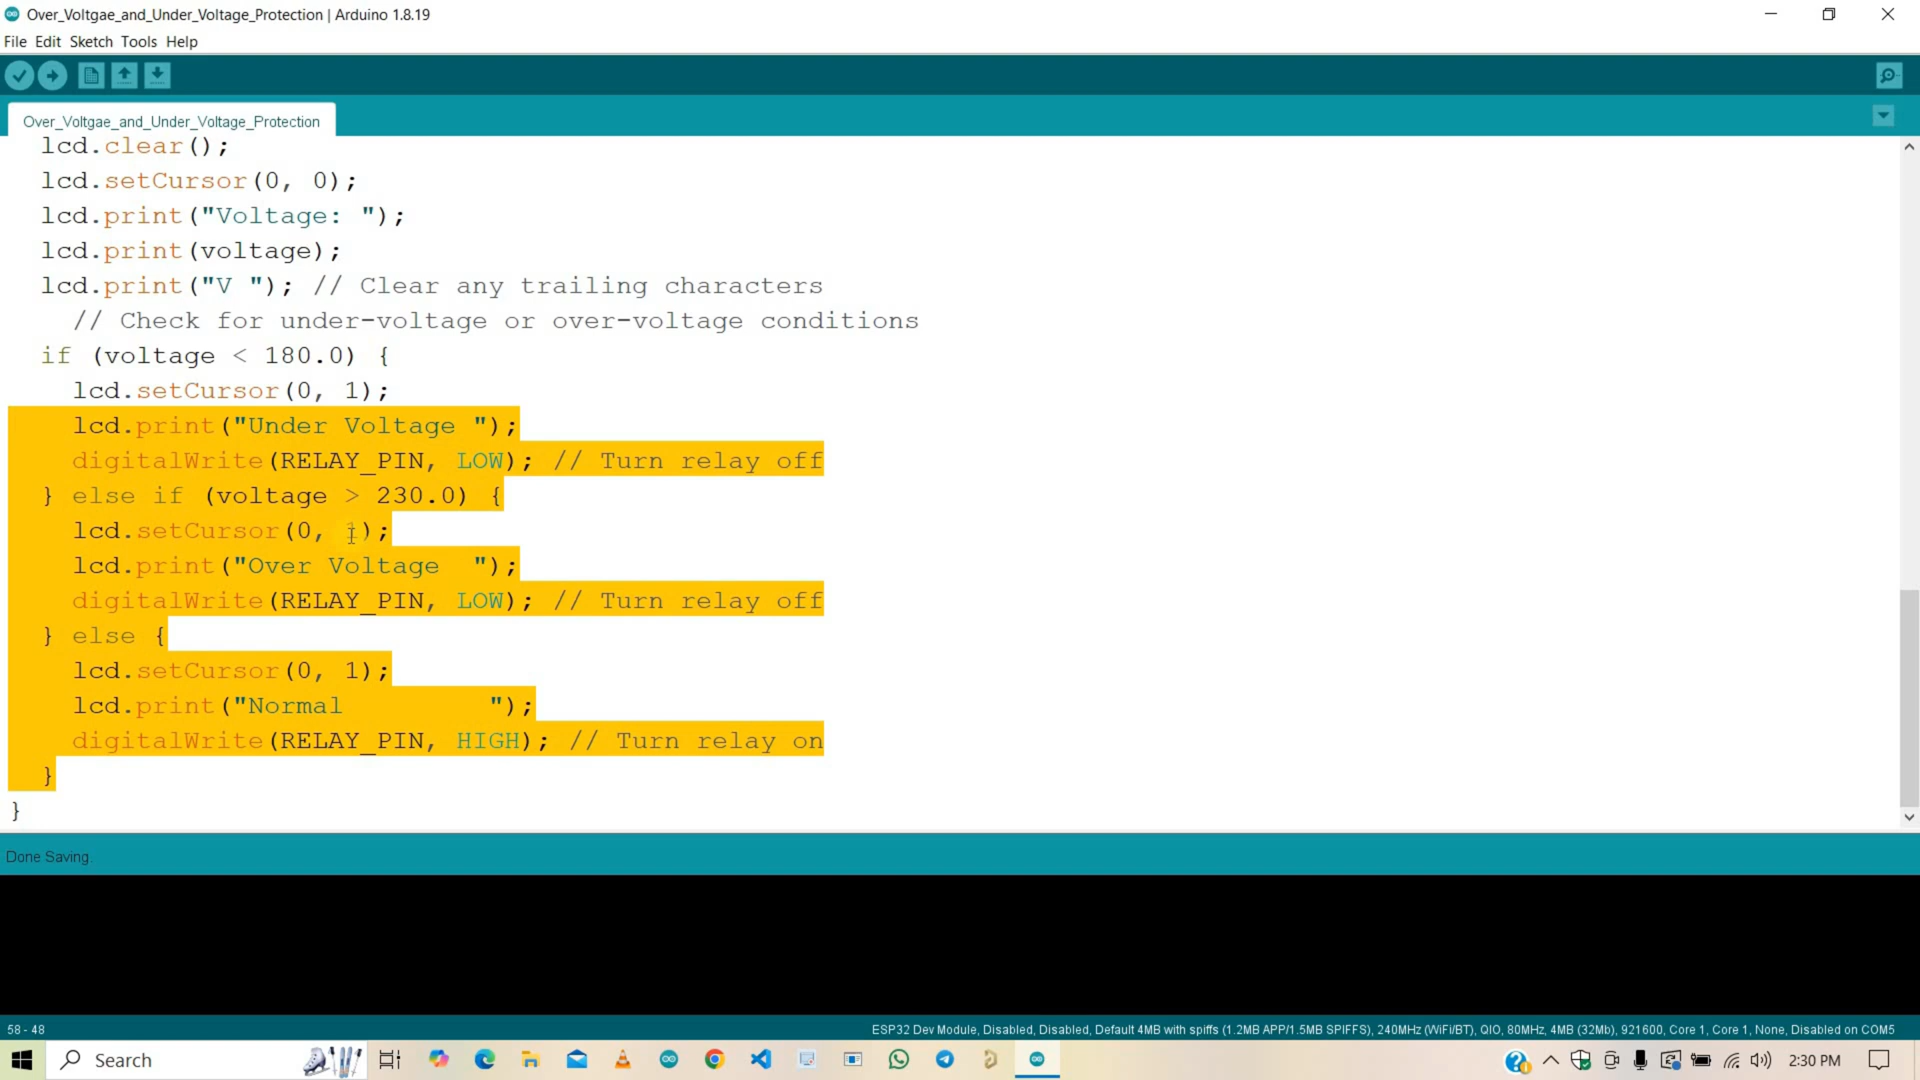 Over_Voltgae_and_Under_Voltage_Protection | Arduino 1.8.19
File Edit Sketch Tools Help
Over_Voltgae_and_Under_Voltage_Protection
lcd.clear();
lcd.setCursor(0, 0);
lcd.print("Voltage: ");
lcd.print(voltage);
lcd.print("V "); // Clear any trailing characters
// Check for under-voltage or over-voltage conditions
if (voltage < 180.0) {
lcd.setCursor(0, 1);
lcd.print("Under Voltage ");
digitalWrite(RELAY_PIN, LOW); // Turn relay off
} else if (voltage > 230.0) {
lcd.setCursor(0, 1);
lcd.print("Over Voltage  ");
digitalWrite(RELAY_PIN, LOW); // Turn relay off
} else {
lcd.setCursor(0, 1);
lcd.print("Normal         ");
digitalWrite(RELAY_PIN, HIGH); // Turn relay on
}
}
Done Saving.
58 - 48
ESP32 Dev Module, Disabled, Disabled, Default 4MB with spiffs (1.2MB APP/1.5MB SPIFFS), 240MHz (WiFi/BT), QIO, 80MHz, 4MB (32Mb), 921600, Core 1, Core 1, None, Disabled on COM5
Search
2:30 PM